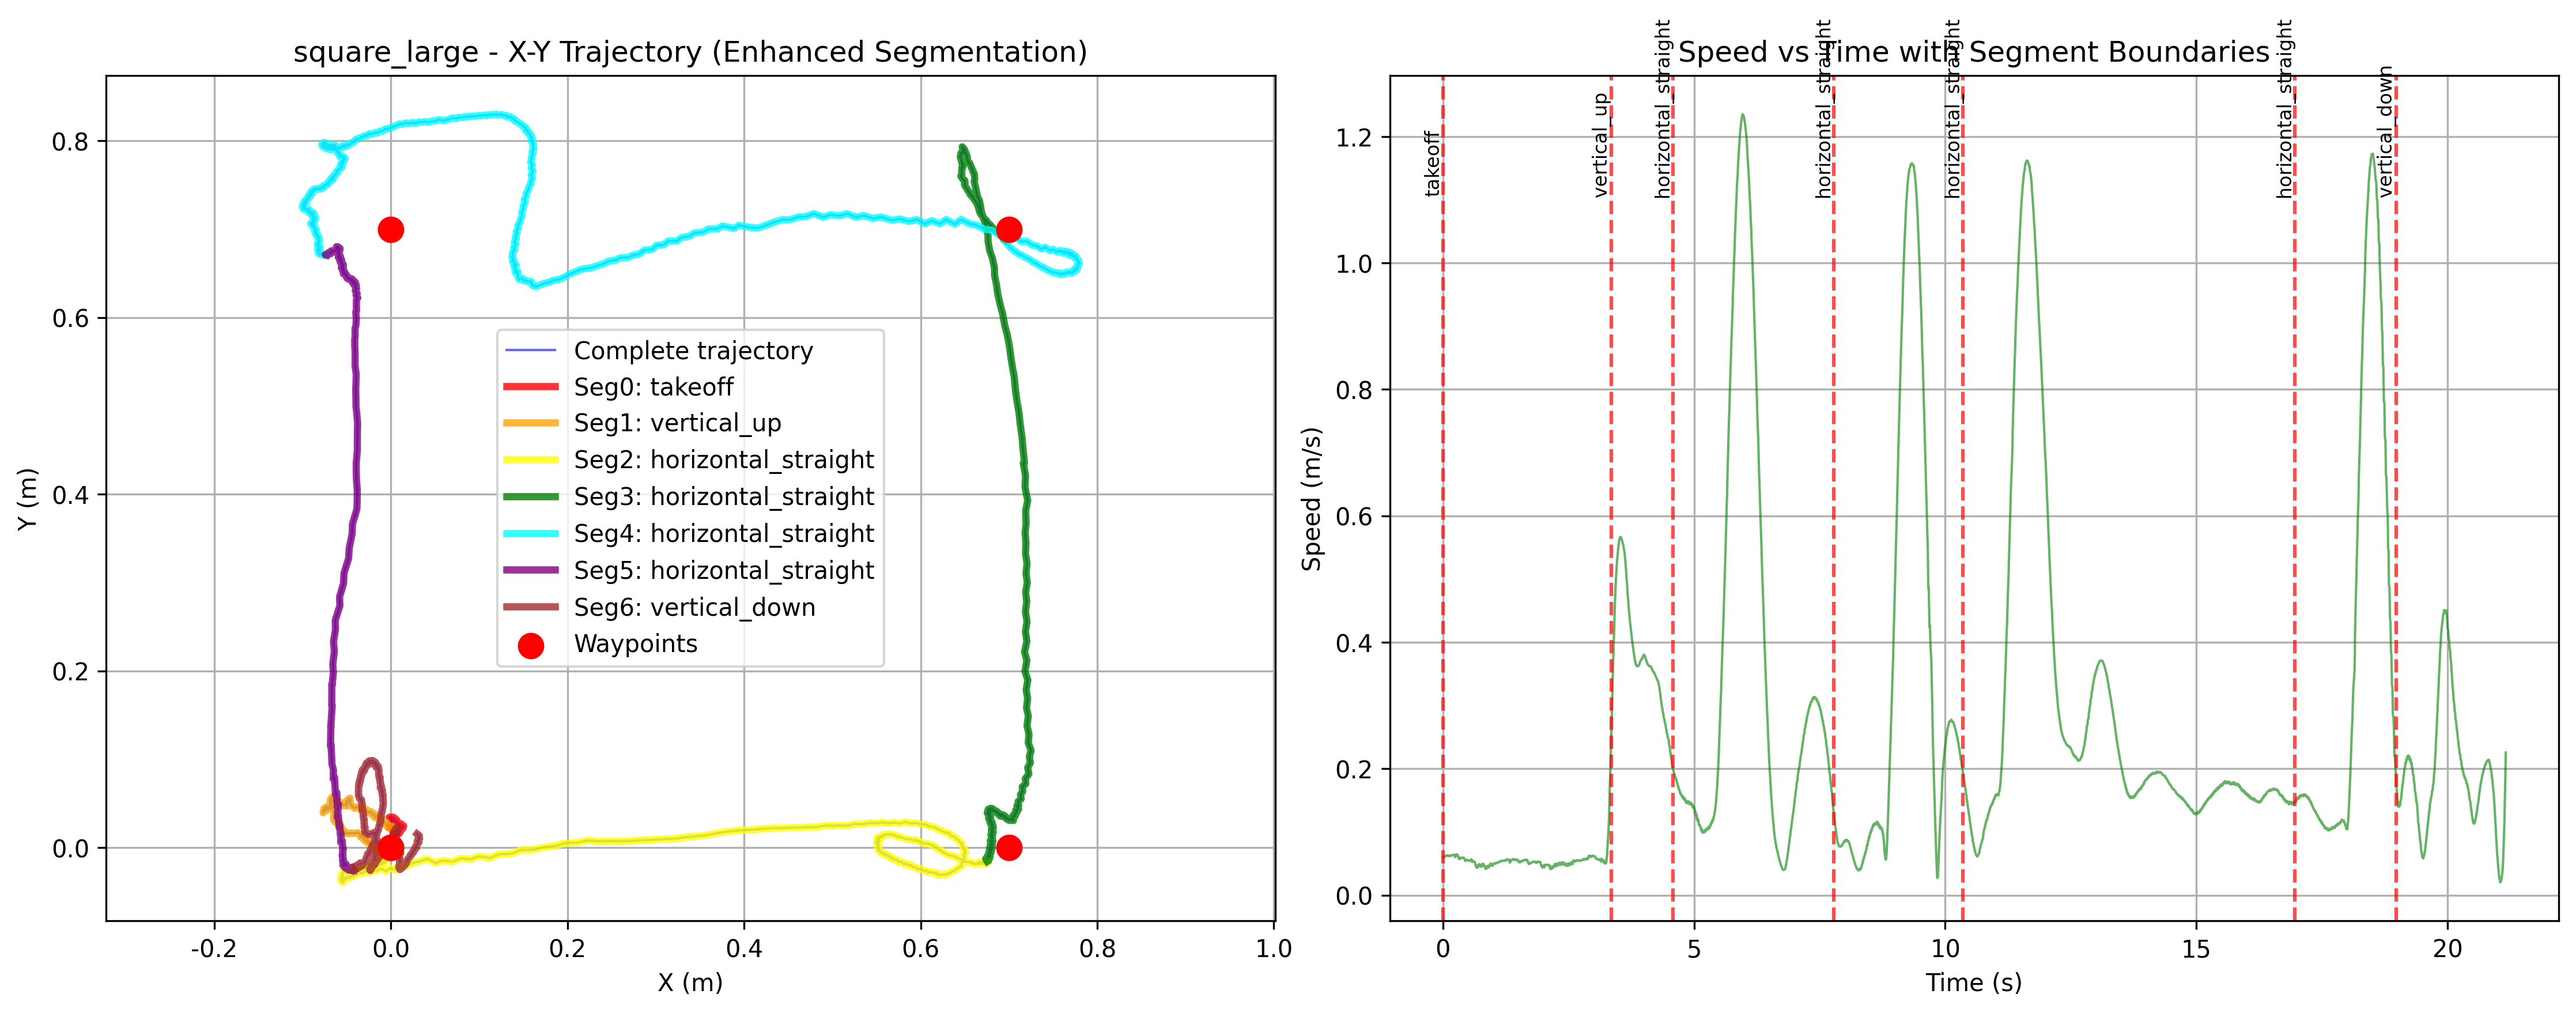 square_large - X-Y Trajectory (Enhanced Segmentation)
Y (m)
0.8
0.6
0.4
0.2
0.0
-0.2
0.0
0.2
0.4
0.6
0.8
1.0
X (m)
Complete trajectory
Seg0: takeoff
Seg1: vertical_up
Seg2: horizontal_straight
Seg3: horizontal_straight
Seg4: horizontal_straight
Seg5: horizontal_straight
Seg6: vertical_down
Waypoints
Speed vs Time with Segment Boundaries
takeoff
vertical_up
horizontal_straight
horizontal_straight
horizontal_straight
horizontal_straight
vertical_down
Speed (m/s)
1.2
1.0
0.8
0.6
0.4
0.2
0.0
0
5
10
15
20
Time (s)